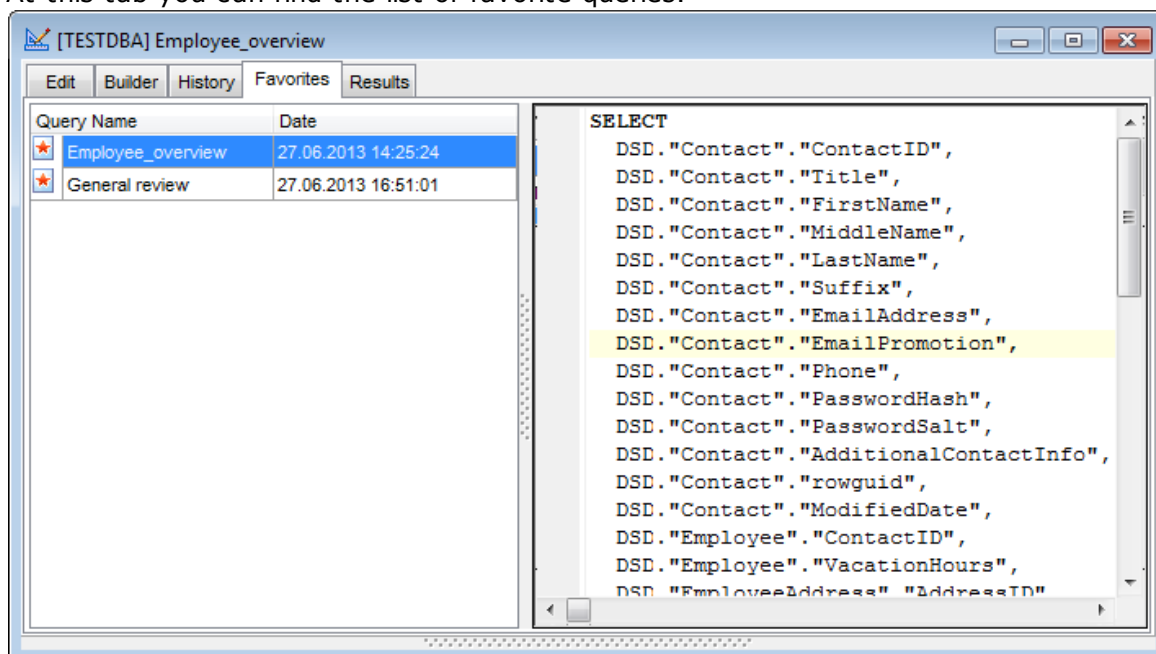 At this tab you can find the list of favorite queries.
[TESTDBA] Employee_overview
Edit Builder History Favorites Results
Query Name Date
Employee_overview 27.06.2013 14:25:24
General review 27.06.2013 16:51:01
SELECT
DSD."Contact"."ContactID",
DSD."Contact"."Title",
DSD."Contact"."FirstName",
DSD."Contact"."MiddleName",
DSD."Contact"."LastName",
DSD."Contact"."Suffix",
DSD."Contact"."EmailAddress",
DSD."Contact"."EmailPromotion",
DSD."Contact"."Phone",
DSD."Contact"."PasswordHash",
DSD."Contact"."PasswordSalt",
DSD."Contact"."AdditionalContactInfo",
DSD."Contact"."rowguid",
DSD."Contact"."ModifiedDate",
DSD."Employee"."ContactID",
DSD."Employee"."VacationHours",
DSD."EmployeeAddress"."AddressID"